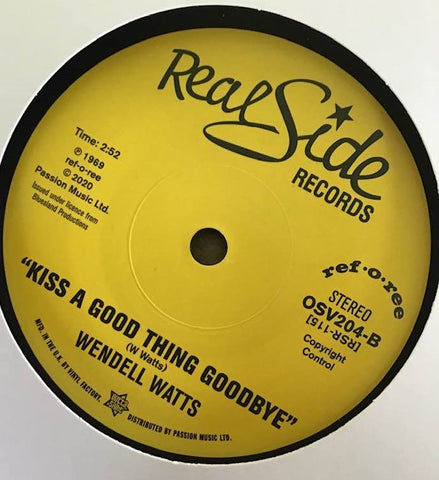 Real Side
RECORDS
Time: 2:52
℗ 1969
ref-o-ree
© 2020
Passion Music Ltd.
Issued under licence from
Bluesland Productions
ref·o·ree
STEREO
OSV204-B
[RSR-115]
Copyright
Control
"KISS A GOOD THING GOODBYE"
(W Watts)
WENDELL WATTS
MFD. IN THE U.K. BY VINYL FACTORY.
DISTRIBUTED BY PASSION MUSIC LTD.